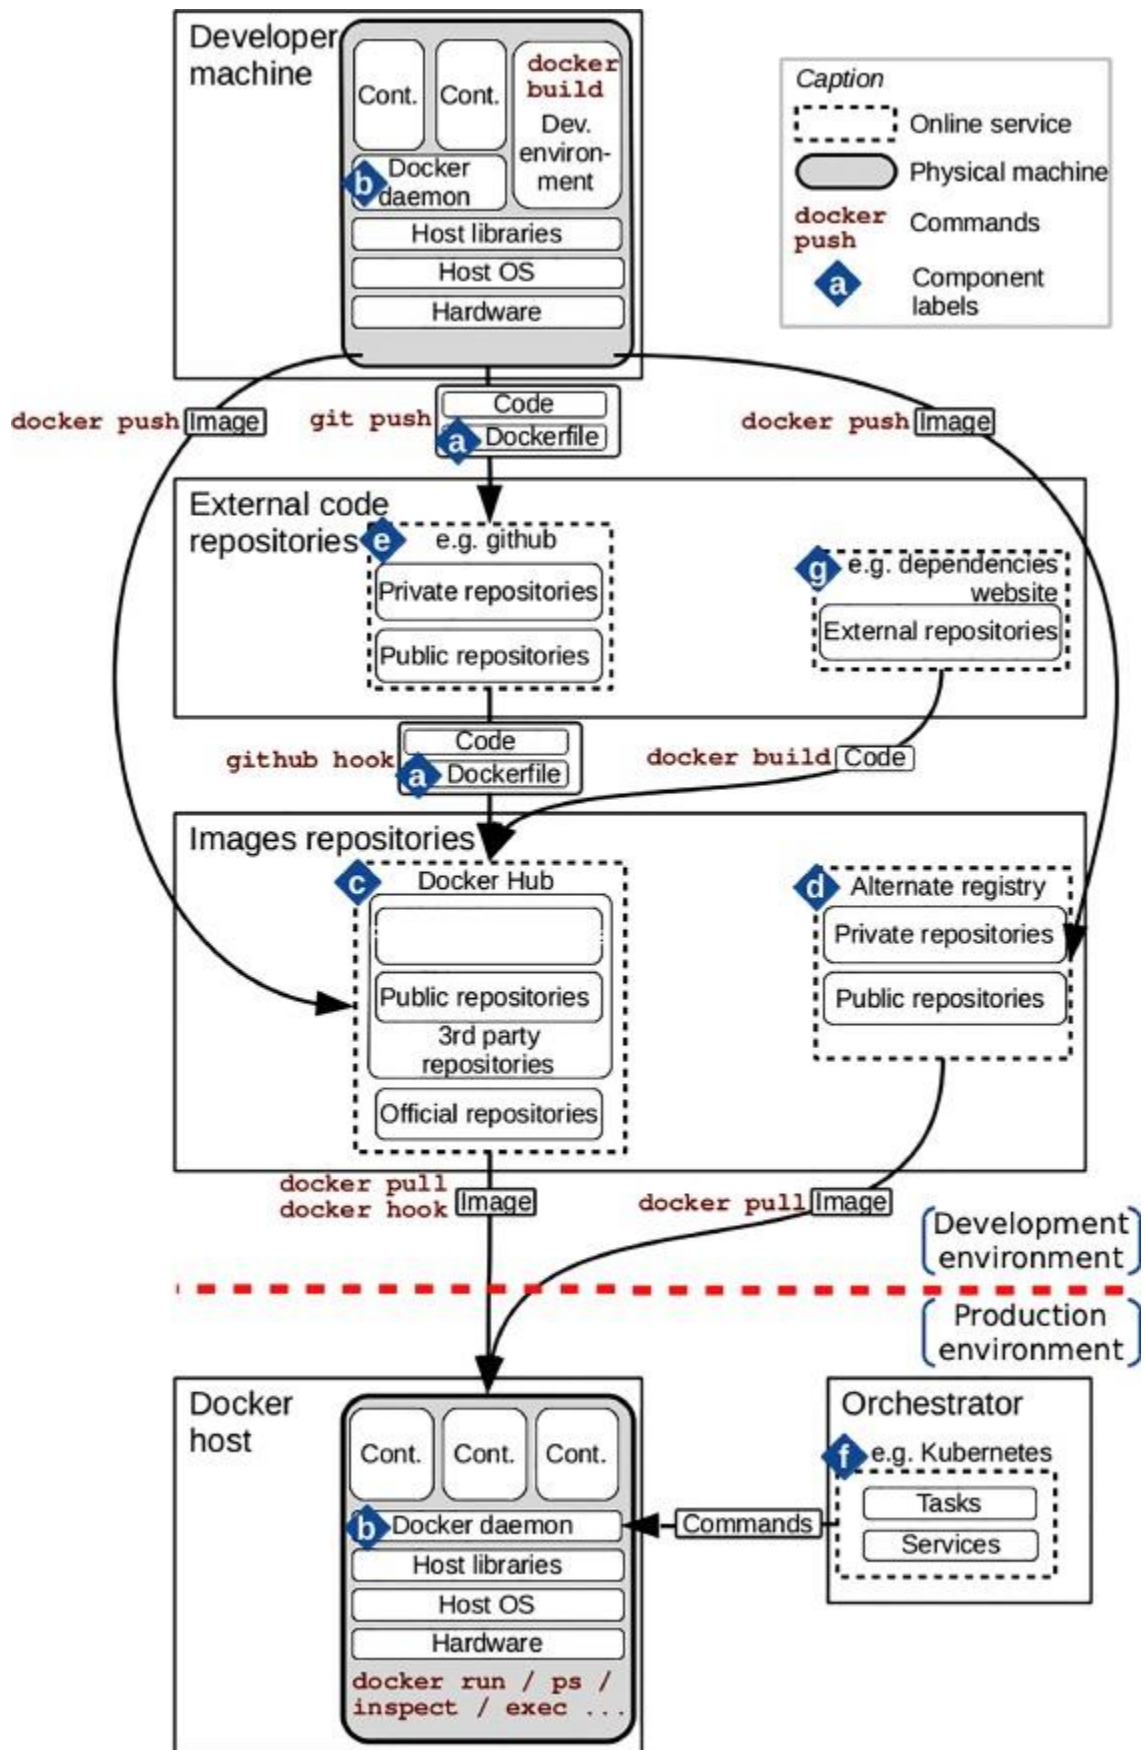 Developer
machine
Cont.
Cont.
docker
build
Dev.
environ-
ment
b
Docker
daemon
Host libraries
Host OS
Hardware
Caption
Online service
Physical machine
docker
push
Commands
a
Component
labels
docker push
Image
git push
Code
a
Dockerfile
docker push
Image
External code
repositories
e
e.g. github
Private repositories
Public repositories
g
e.g. dependencies
website
External repositories
github hook
Code
a
Dockerfile
docker build
Code
Images repositories
c
Docker Hub
Public repositories
3rd party
repositories
Official repositories
d
Alternate registry
Private repositories
Public repositories
docker pull
docker hook
Image
docker pull
Image
Development
environment
Production
environment
Docker
host
Cont.
Cont.
Cont.
b
Docker daemon
Host libraries
Host OS
Hardware
docker run / ps /
inspect / exec ...
Commands
Orchestrator
f
e.g. Kubernetes
Tasks
Services